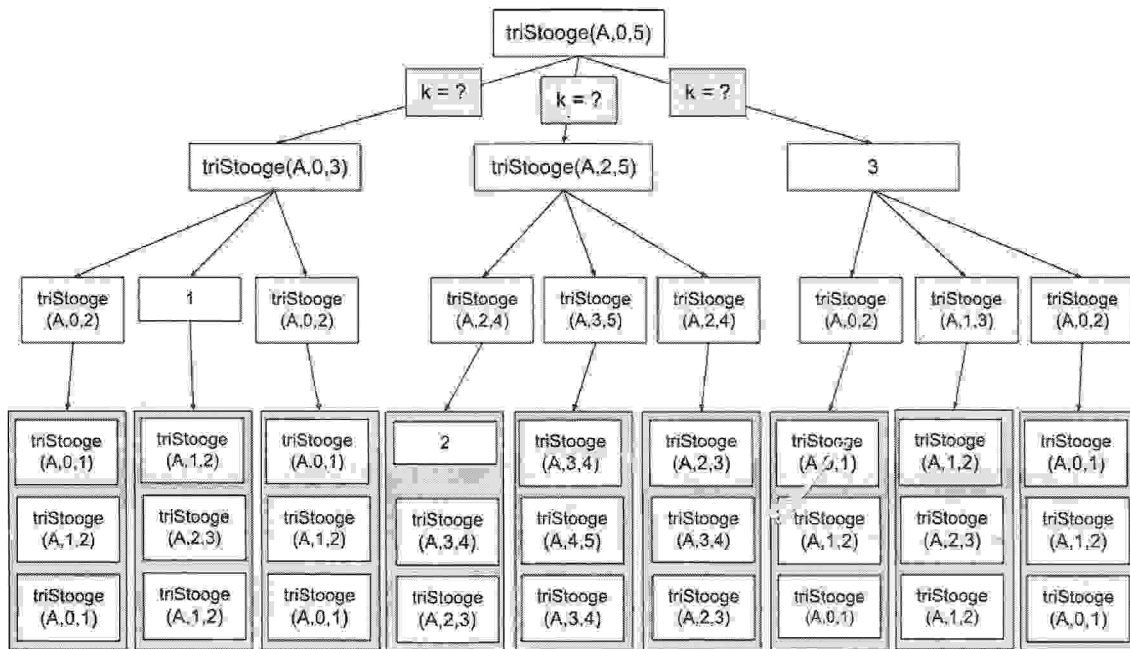 triStooge(A,0,5)
k = ?
k = ?
k = ?
triStooge(A,0,3)
triStooge(A,2,5)
3
triStooge
(A,0,2)
1
triStooge
(A,0,2)
triStooge
(A,2,4)
triStooge
(A,3,5)
triStooge
(A,2,4)
triStooge
(A,0,2)
triStooge
(A,1,3)
triStooge
(A,0,2)
triStooge
(A,0,1)
triStooge
(A,1,2)
triStooge
(A,0,1)
triStooge
(A,1,2)
triStooge
(A,2,3)
triStooge
(A,1,2)
triStooge
(A,0,1)
triStooge
(A,1,2)
triStooge
(A,0,1)
2
triStooge
(A,3,4)
triStooge
(A,2,3)
triStooge
(A,3,4)
triStooge
(A,4,5)
triStooge
(A,3,4)
triStooge
(A,2,3)
triStooge
(A,3,4)
triStooge
(A,2,3)
triStooge
(A,0,1)
triStooge
(A,1,2)
triStooge
(A,0,1)
triStooge
(A,1,2)
triStooge
(A,2,3)
triStooge
(A,1,2)
triStooge
(A,0,1)
triStooge
(A,1,2)
triStooge
(A,0,1)